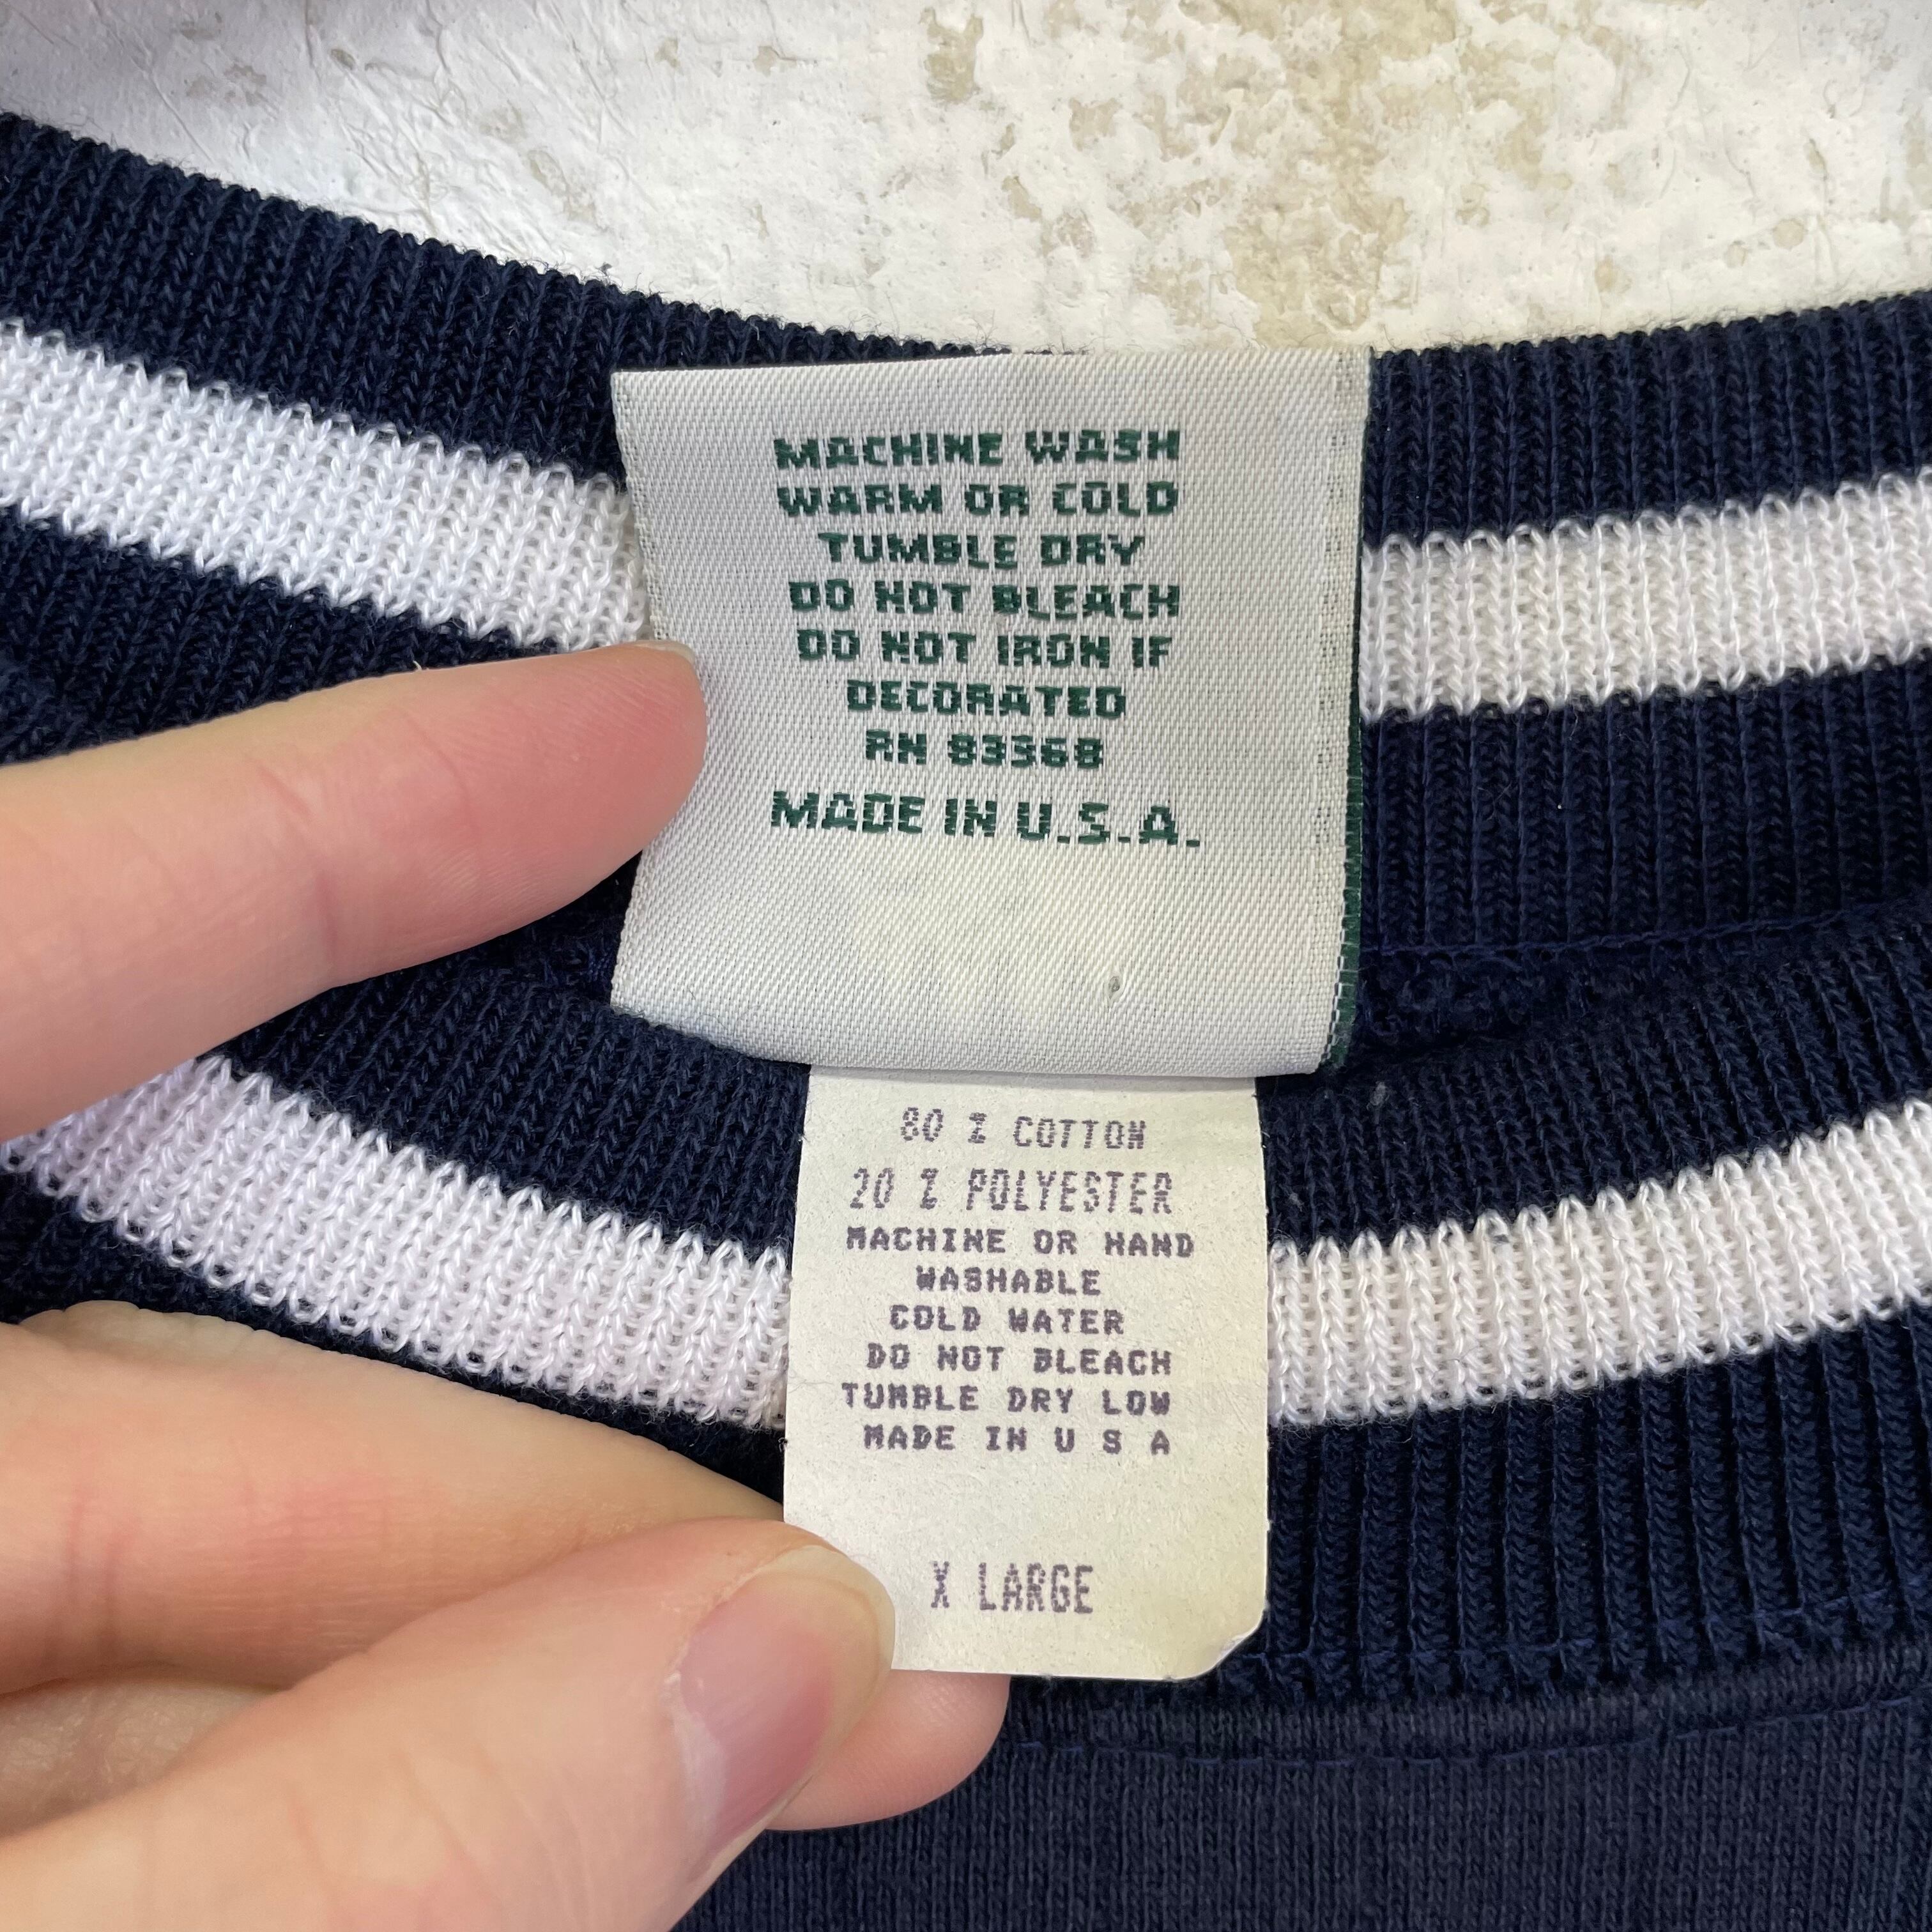 MACHINE WASH
WARM OR COLD
TUMBLE DRY
DO NOT BLEACH
DO NOT IRON IF
DECORATED
RN 83368
MADE IN U.S.A.
80 % COTTON
20 % POLYESTER
MACHINE OR HAND
WASHABLE
COLD WATER
DO NOT BLEACH
TUMBLE DRY LOW
MADE IN U S A
X LARGE